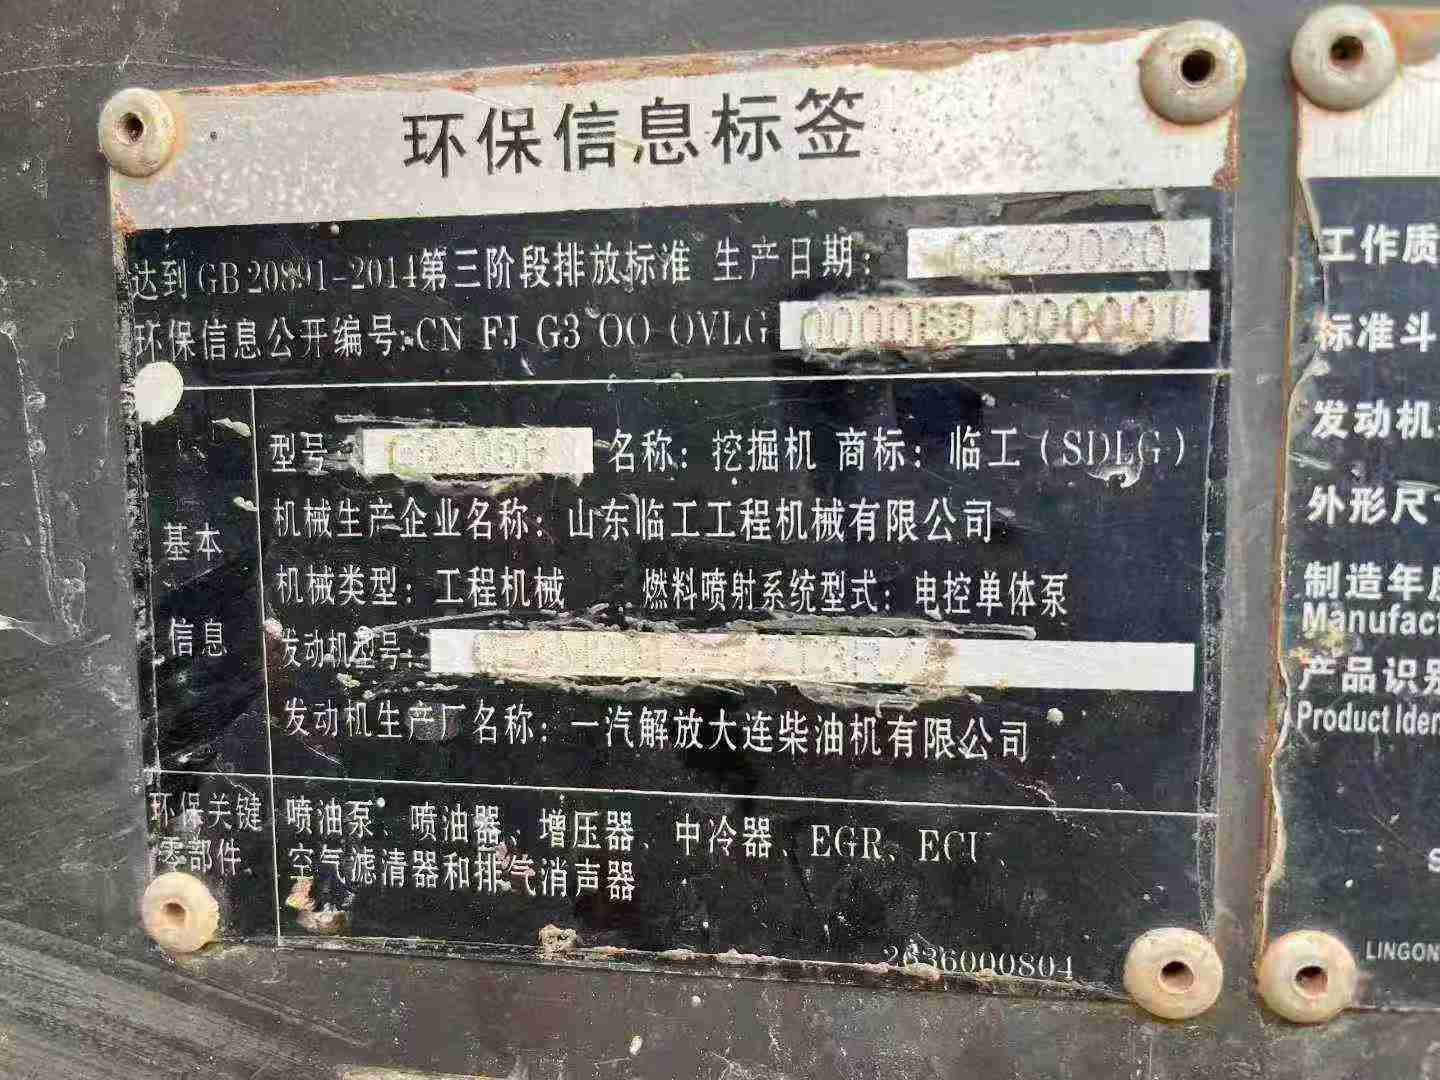 环保信息标签
达到GB 20891-2014第三阶段排放标准 生产日期: /2020
环保信息公开编号:CN FJ G3 OO OVLG
型号 名称: 挖掘机 商标: 临工(SDLG)
机械生产企业名称: 山东临工工程机械有限公司
机械类型: 工程机械 燃料喷射系统型式: 电控单体泵
发动机型号:
发动机生产厂名称: 一汽解放大连柴油机有限公司
基本
信息
环保关键
零部件
喷油泵、喷油器、增压器、中冷器、EGR、ECU、
空气滤清器和排气消声器
2636000804
工作质
标准斗
发动机
外形尺寸
制造年度
Manufact
产品识别
Product Iden
LINGON